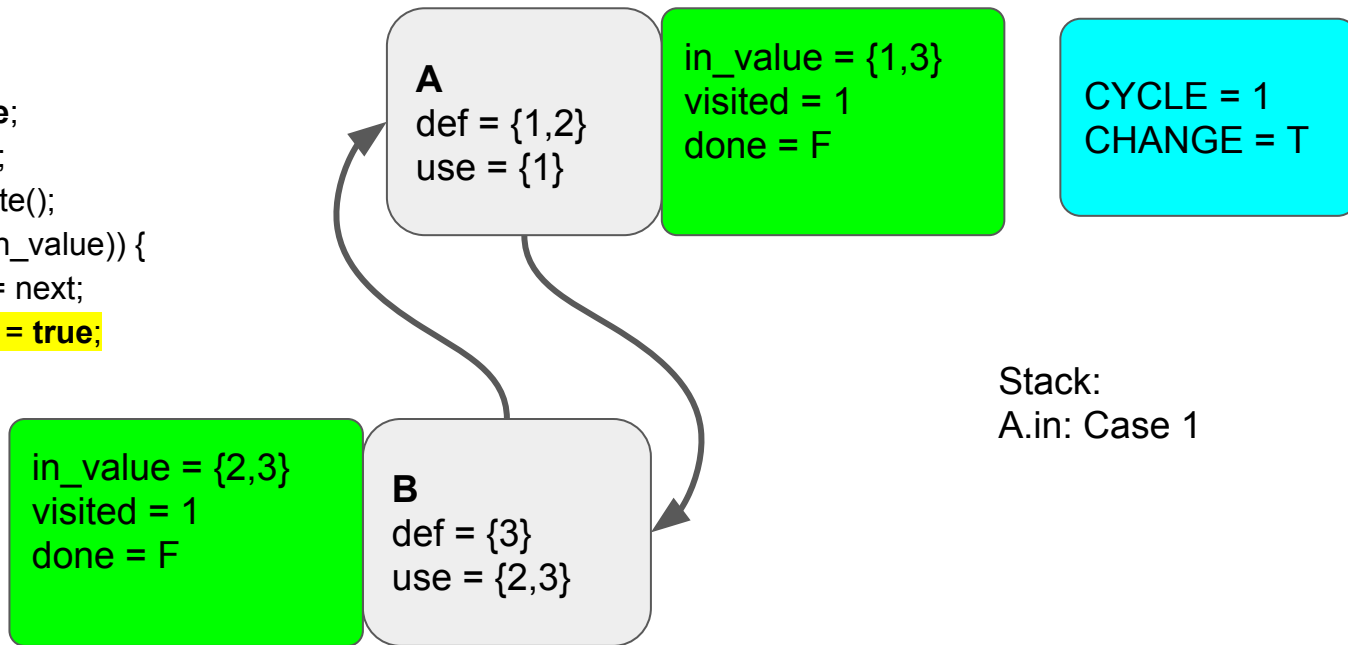 e;
;
te();
n_value)) {
= next;
= true;
A
def = {1,2}
use = {1}
in_value = {1,3}
visited = 1
done = F
CYCLE = 1
CHANGE = T
Stack:
A.in: Case 1
in_value = {2,3}
visited = 1
done = F
B
def = {3}
use = {2,3}